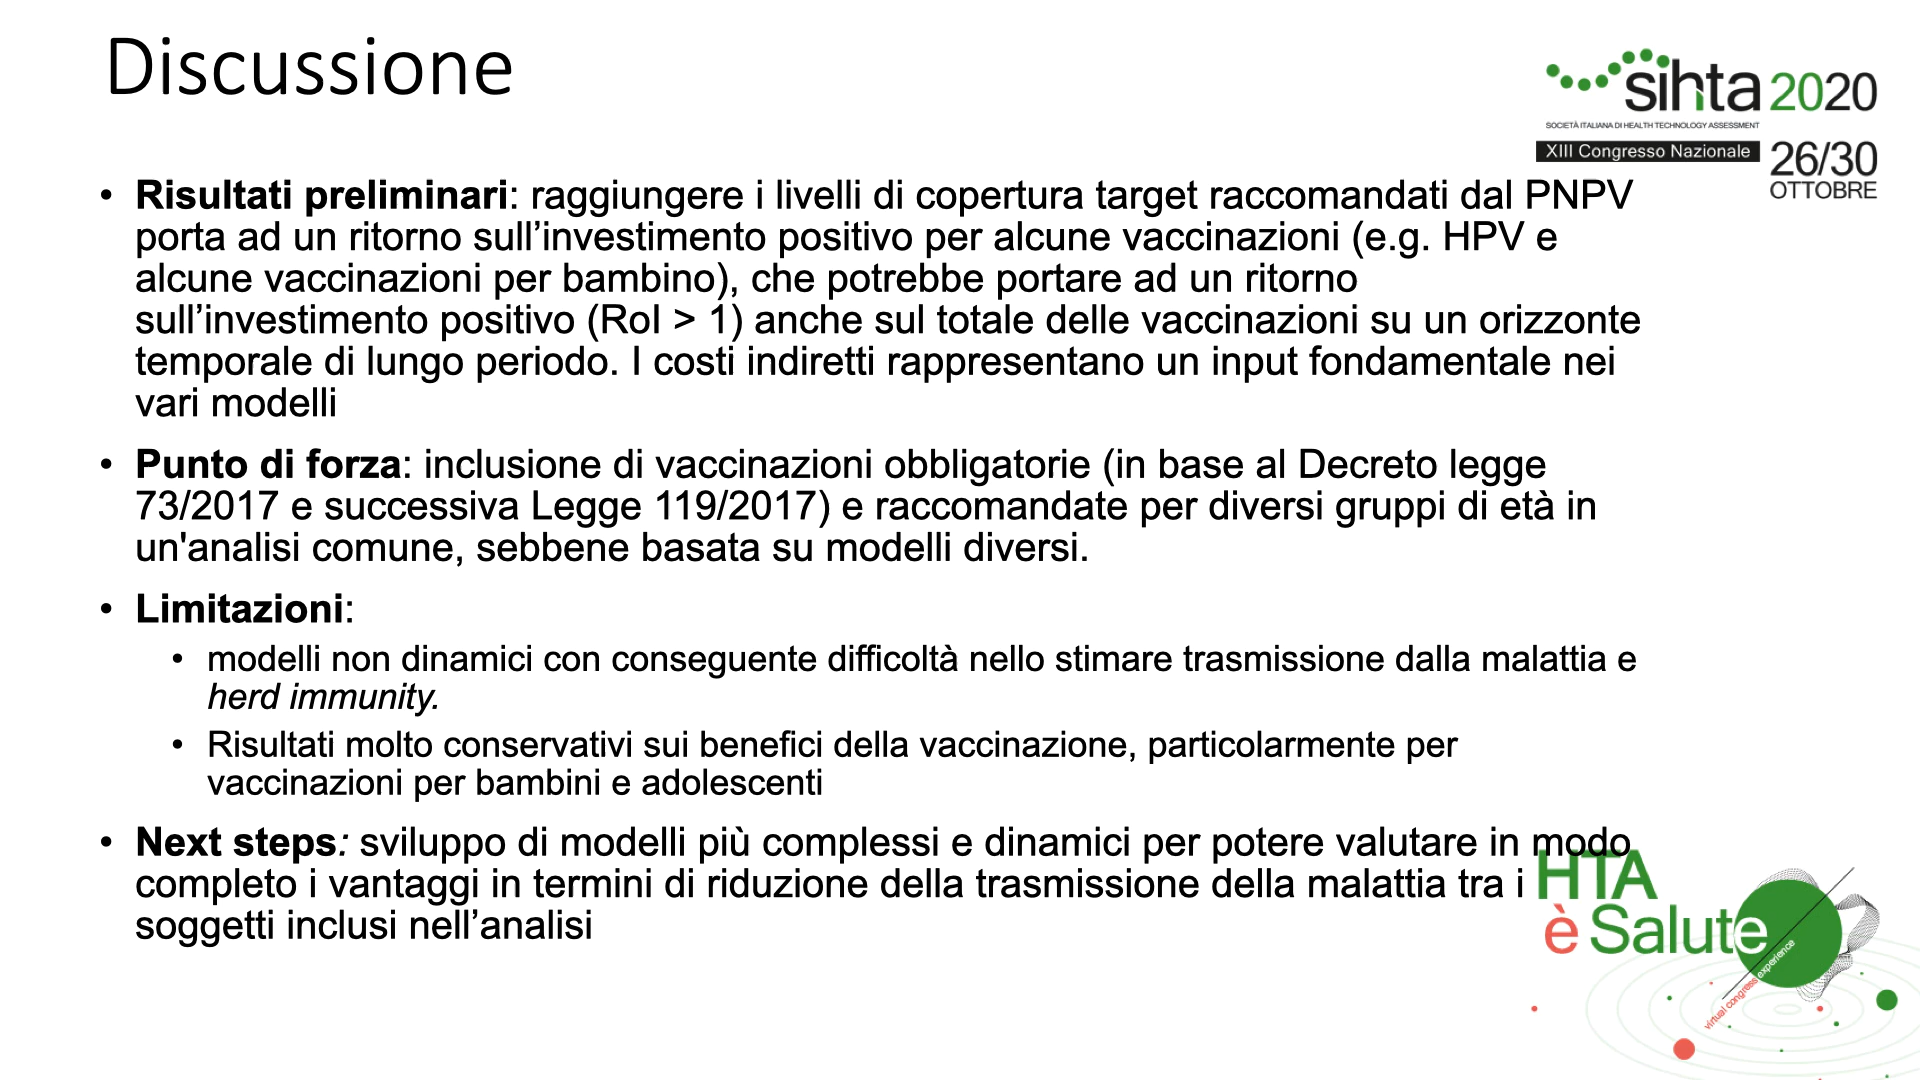 Discussione
sihta 2020
SOCIETÀ ITALIANA DI HEALTH TECHNOLOGY ASSESSMENT
XIII Congresso Nazionale
26/30
OTTOBRE
• Risultati preliminari: raggiungere i livelli di copertura target raccomandati dal PNPV
porta ad un ritorno sull’investimento positivo per alcune vaccinazioni (e.g. HPV e
alcune vaccinazioni per bambino), che potrebbe portare ad un ritorno
sull’investimento positivo (RoI > 1) anche sul totale delle vaccinazioni su un orizzonte
temporale di lungo periodo. I costi indiretti rappresentano un input fondamentale nei
vari modelli
• Punto di forza: inclusione di vaccinazioni obbligatorie (in base al Decreto legge
73/2017 e successiva Legge 119/2017) e raccomandate per diversi gruppi di età in
un'analisi comune, sebbene basata su modelli diversi.
• Limitazioni:
• modelli non dinamici con conseguente difficoltà nello stimare trasmissione dalla malattia e
herd immunity.
• Risultati molto conservativi sui benefici della vaccinazione, particolarmente per
vaccinazioni per bambini e adolescenti
• Next steps: sviluppo di modelli più complessi e dinamici per potere valutare in modo
completo i vantaggi in termini di riduzione della trasmissione della malattia tra i
soggetti inclusi nell’analisi
HTA
è Salute
virtual congress experience